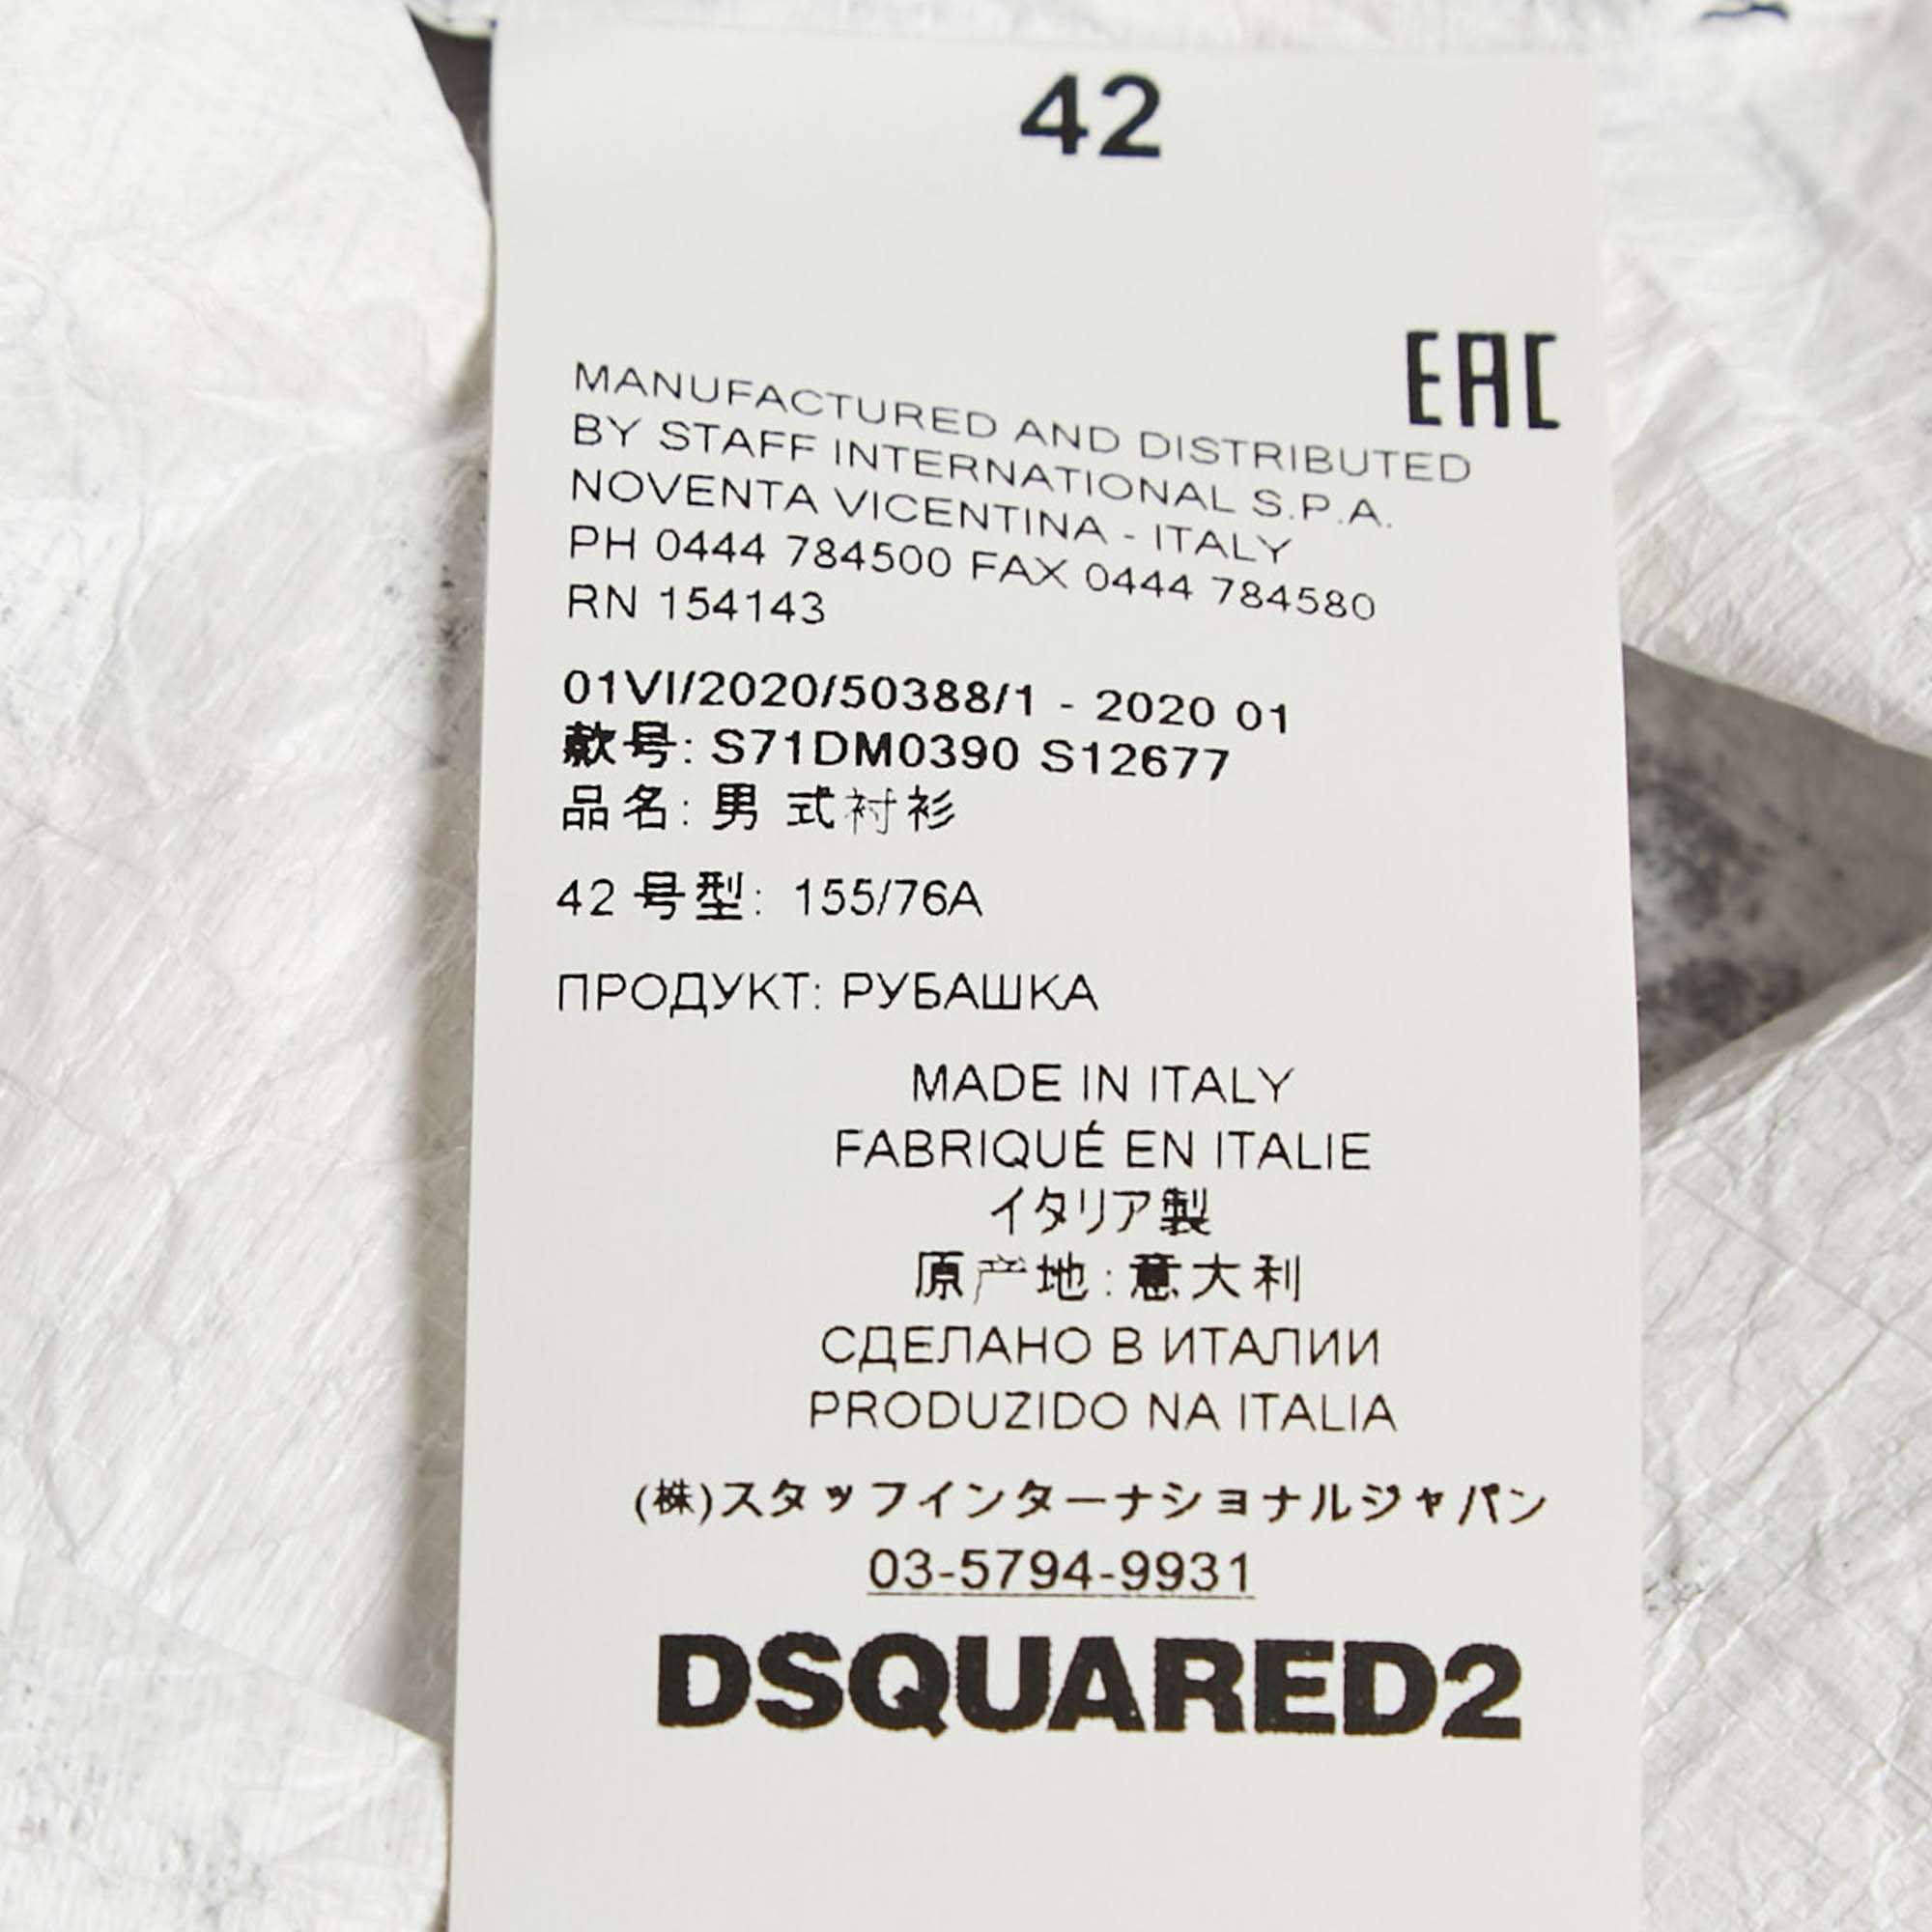 42
EAC
MANUFACTURED AND DISTRIBUTED
BY STAFF INTERNATIONAL S.P.A.
NOVENTA VICENTINA - ITALY
PH 0444 784500 FAX 0444 784580
RN 154143
01VI/2020/50388/1 - 2020 01
款号: S71DM0390 S12677
品名: 男式衬衫
42 号型: 155/76A
ПРОДУКТ: РУБАШКА
MADE IN ITALY
FABRIQUÉ EN ITALIE
イタリア製
原产地:意大利
СДЕЛАНО В ИТАЛИИ
PRODUZIDO NA ITALIA
(株)スタッフインターナショナルジャパン
03-5794-9931
DSQUARED2